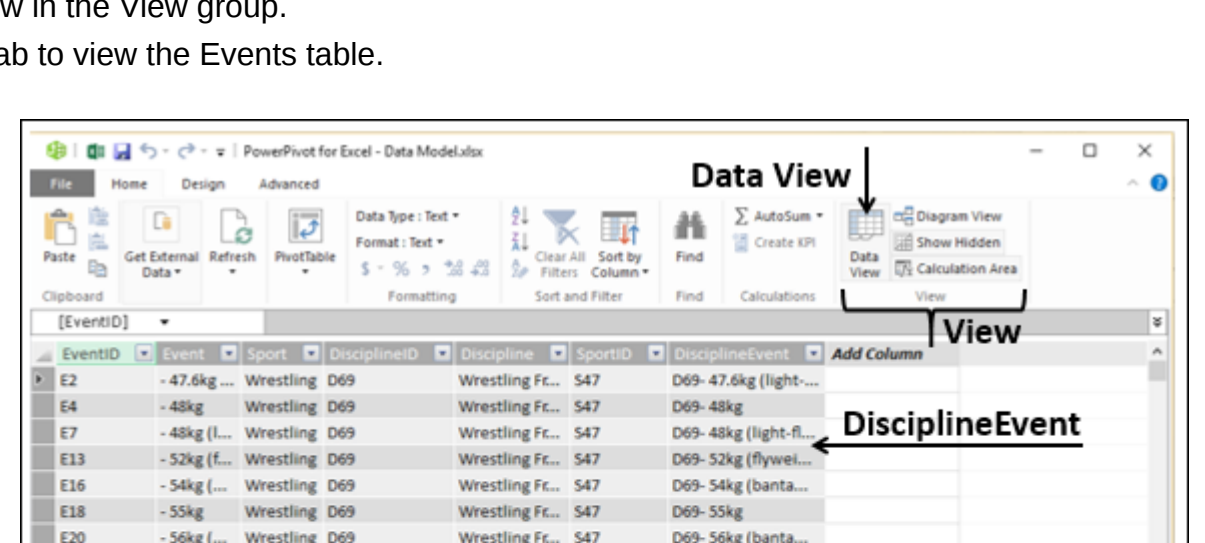 w in the View group.
ab to view the Events table.
PowerPivot for Excel - Data Model.xlsx
Data View
File Home Design Advanced
Paste
Get External Data
Refresh
PivotTable
Data Type : Text
Format : Text
$ - % ,
Clear All Filters
Sort by Column
Find
∑ AutoSum
Create KPI
Data View
Diagram View
Show Hidden
Calculation Area
Clipboard Formatting Sort and Filter Find Calculations View
[EventID]
View
EventID Event Sport DisciplineID Discipline SportID DisciplineEvent Add Column
E2 - 47.6kg ... Wrestling D69 Wrestling Fr... S47 D69- 47.6kg (light-...
E4 - 48kg Wrestling D69 Wrestling Fr... S47 D69- 48kg
E7 - 48kg (l... Wrestling D69 Wrestling Fr... S47 D69- 48kg (light-fl...
DisciplineEvent
E13 - 52kg (f... Wrestling D69 Wrestling Fr... S47 D69- 52kg (flywei...
E16 - 54kg (... Wrestling D69 Wrestling Fr... S47 D69- 54kg (banta...
E18 - 55kg Wrestling D69 Wrestling Fr... S47 D69- 55kg
E20 - 56kg (... Wrestling D69 Wrestling Fr... S47 D69- 56kg (banta...